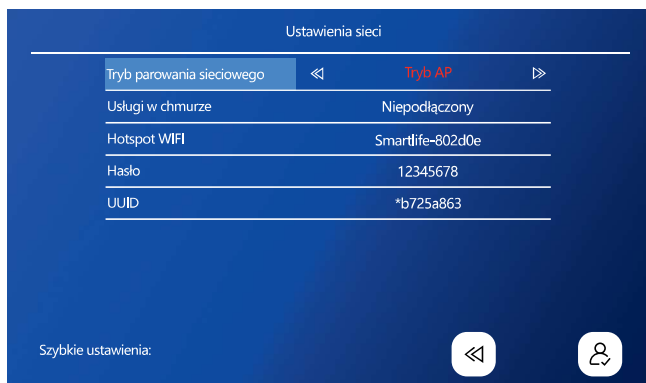 Ustawienia sieci
Tryb parowania sieciowego Tryb AP
Usługi w chmurze Niepodłączony
Hotspot WIFI Smartlife-802d0e
Hasło 12345678
UUID *b725a863
Szybkie ustawienia: